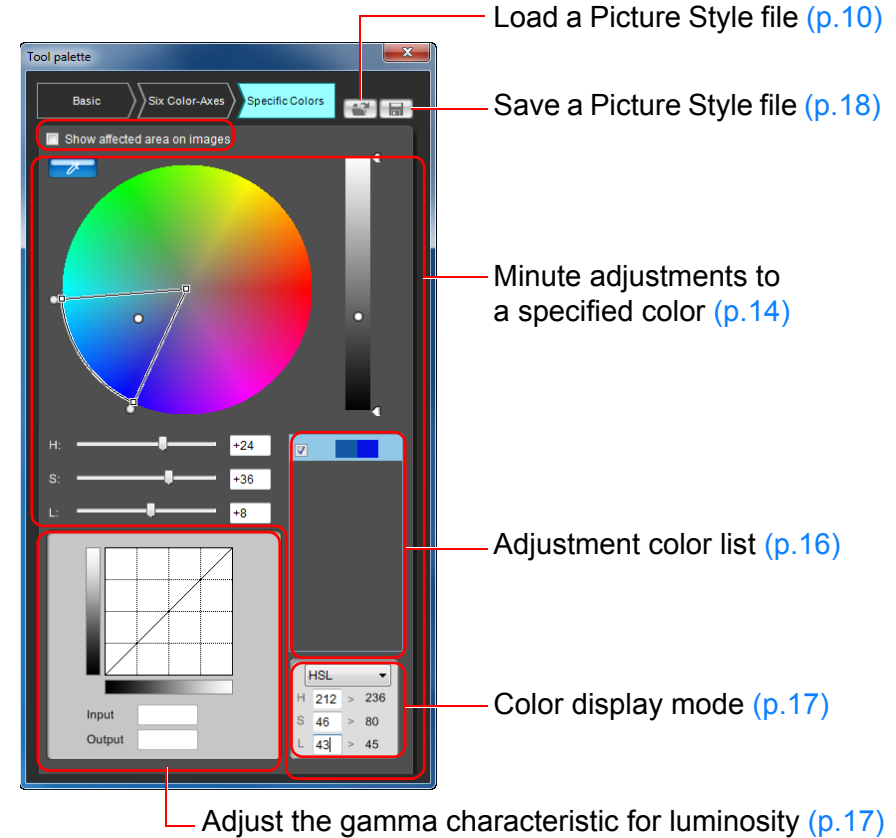 Load a Picture Style file (p.10)
Tool palette
Basic
Six Color-Axes
Specific Colors
Save a Picture Style file (p.18)
Show affected area on images
Minute adjustments to
a specified color (p.14)
H: +24
S: +36
L: +8
Adjustment color list (p.16)
HSL
H 212 > 236
S 46 > 80
L 43 > 45
Color display mode (p.17)
Input
Output
Adjust the gamma characteristic for luminosity (p.17)